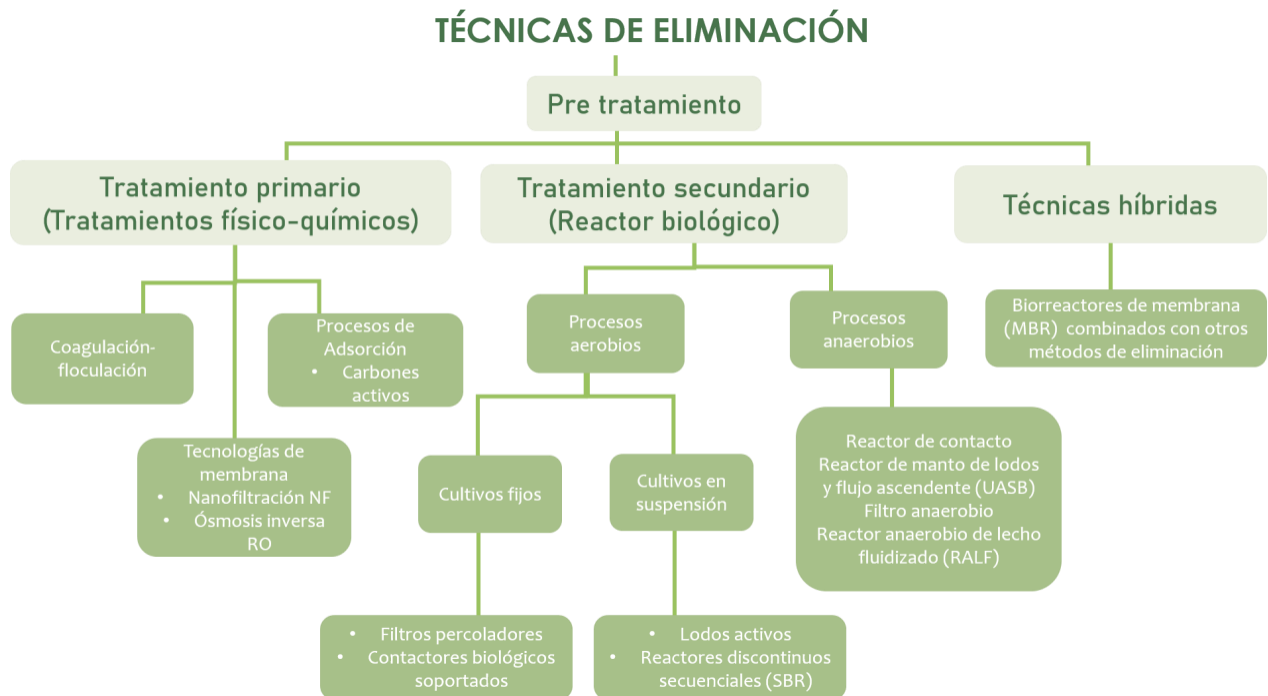 TÉCNICAS DE ELIMINACIÓN
Pre tratamiento
Tratamiento primario
(Tratamientos físico-químicos)
Tratamiento secundario
(Reactor biológico)
Técnicas híbridas
Coagulación-
floculación
Procesos de
Adsorción
• Carbones
activos
Tecnologías de
membrana
• Nanofiltración NF
• Ósmosis inversa
RO
Procesos
aerobios
Procesos
anaerobios
Biorreactores de membrana
(MBR) combinados con otros
métodos de eliminación
Cultivos fijos
Cultivos en
suspensión
Reactor de contacto
Reactor de manto de lodos
y flujo ascendente (UASB)
Filtro anaerobio
Reactor anaerobio de lecho
fluidizado (RALF)
• Filtros percoladores
• Contactores biológicos
soportados
• Lodos activos
• Reactores discontinuos
secuenciales (SBR)